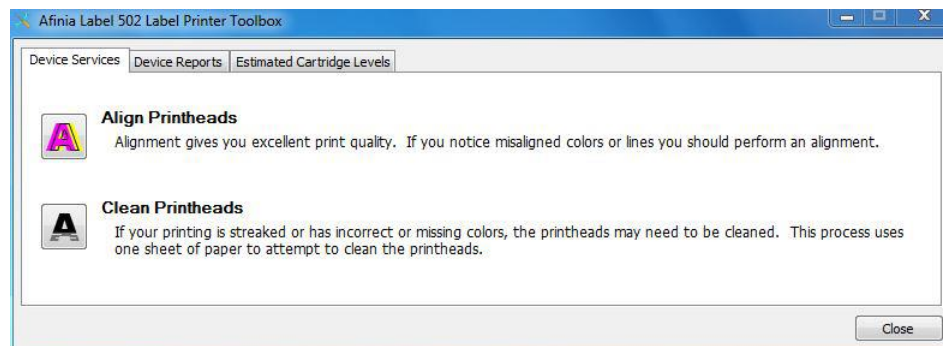 Afinia Label 502 Label Printer Toolbox
Device Services Device Reports Estimated Cartridge Levels
Align Printheads
Alignment gives you excellent print quality. If you notice misaligned colors or lines you should perform an alignment.
Clean Printheads
If your printing is streaked or has incorrect or missing colors, the printheads may need to be cleaned. This process uses
one sheet of paper to attempt to clean the printheads.
Close